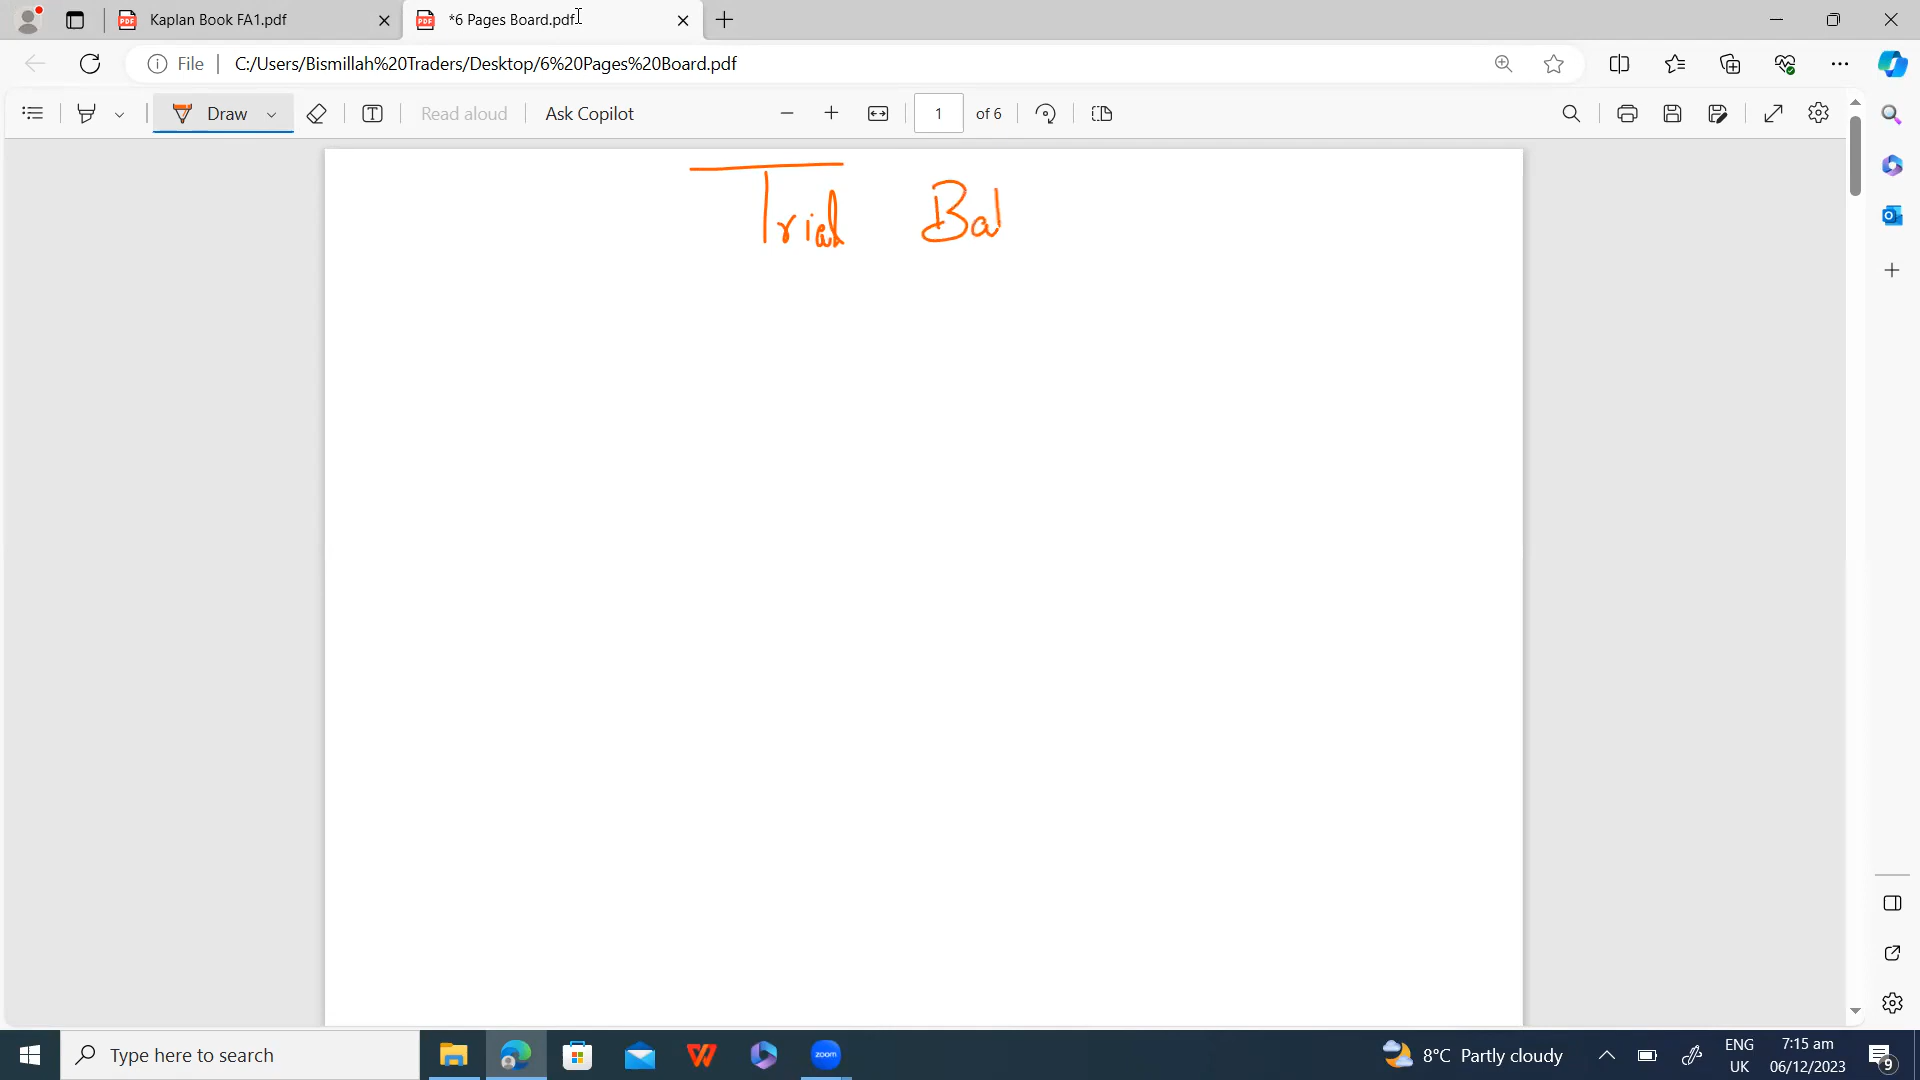 Kaplan Book FA1.pdf
*6 Pages Board.pdf
File
C:/Users/Bismillah%20Traders/Desktop/6%20Pages%20Board.pdf
Draw
Read aloud
Ask Copilot
1
of 6
Trial Bal
Type here to search
zoom
8°C Partly cloudy
ENG
UK
7:15 am
06/12/2023
9